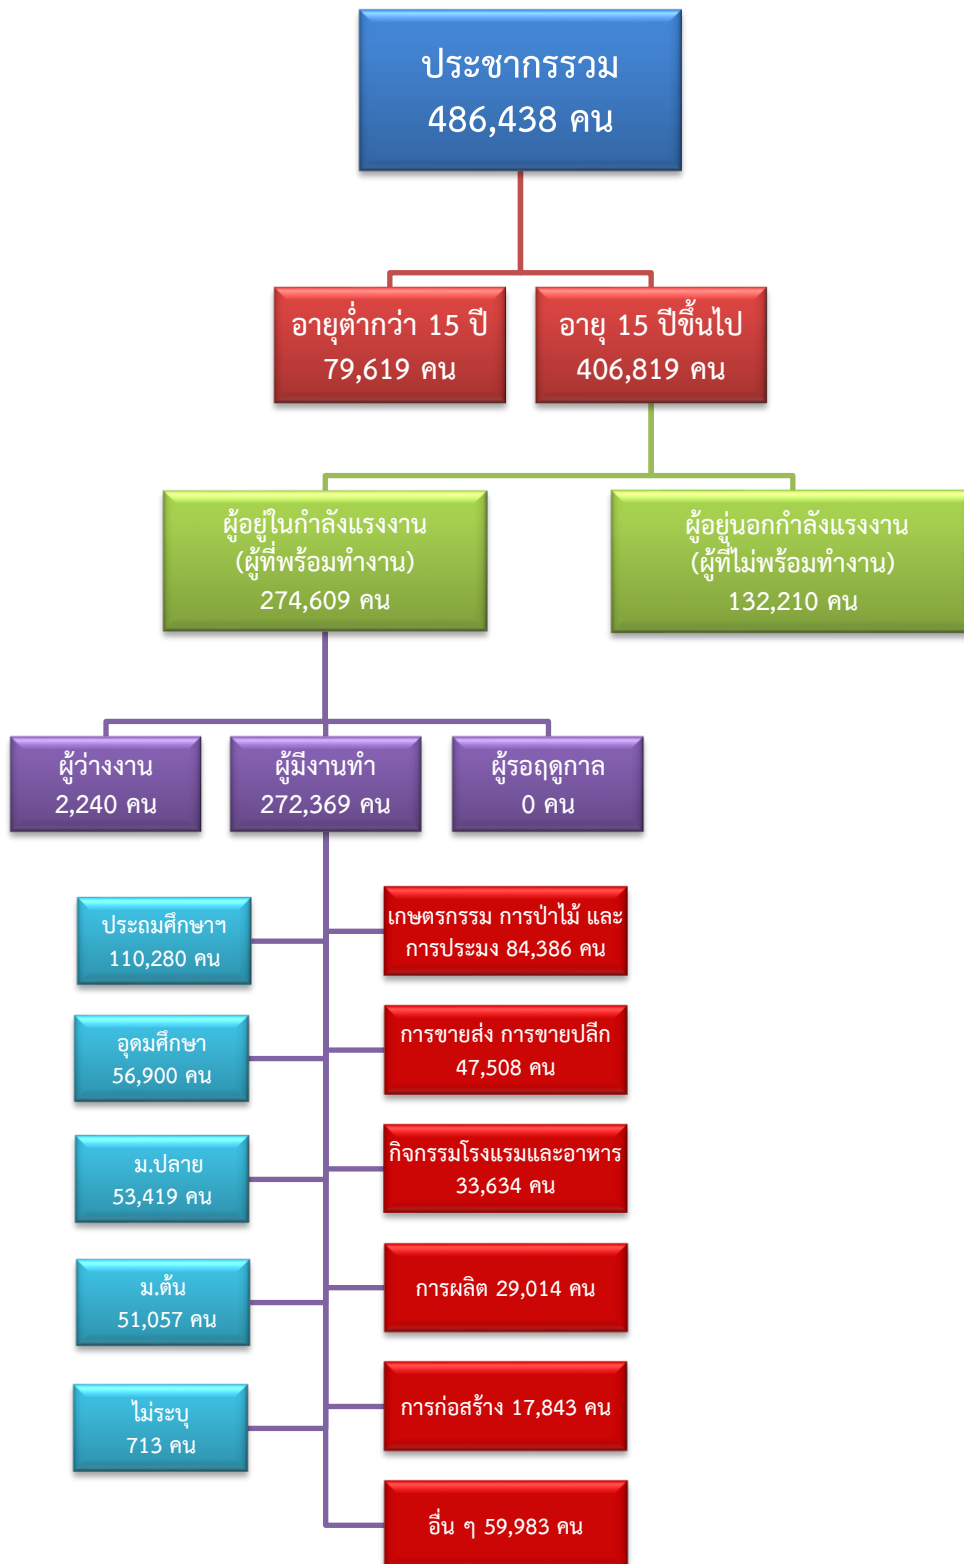 ประชากรรวม
486,438 คน
อายุต่ำกว่า 15 ปี
79,619 คน
อายุ 15 ปีขึ้นไป
406,819 คน
ผู้อยู่ในกำลังแรงงาน
(ผู้ที่พร้อมทำงาน)
274,609 คน
ผู้อยู่นอกกำลังแรงงาน
(ผู้ที่ไม่พร้อมทำงาน)
132,210 คน
ผู้ว่างงาน
2,240 คน
ผู้มีงานทำ
272,369 คน
ผู้รอฤดูกาล
0 คน
ประถมศึกษาฯ
110,280 คน
อุดมศึกษา
56,900 คน
ม.ปลาย
53,419 คน
ม.ต้น
51,057 คน
ไม่ระบุ
713 คน
เกษตรกรรม การป่าไม้ และ
การประมง 84,386 คน
การขายส่ง การขายปลีก
47,508 คน
กิจกรรมโรงแรมและอาหาร
33,634 คน
การผลิต 29,014 คน
การก่อสร้าง 17,843 คน
อื่น ๆ 59,983 คน